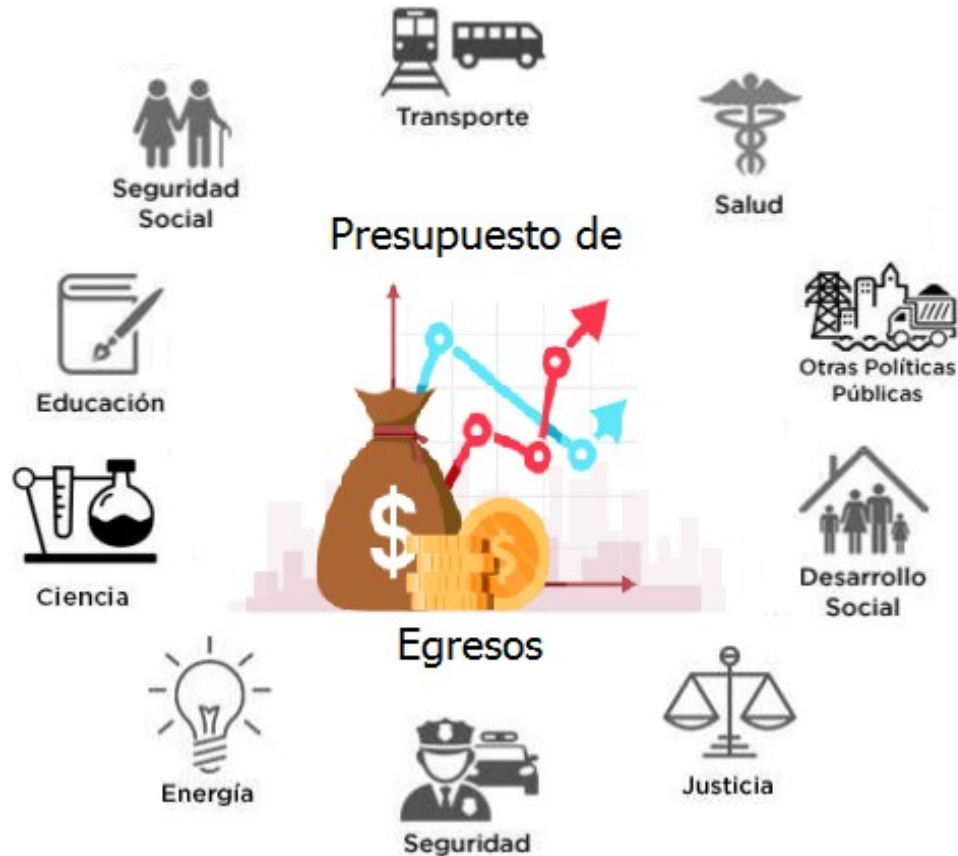 Transporte
Seguridad
Social
Salud
Presupuesto de
Educación
Otras Políticas
Públicas
$
$
Ciencia
Desarrollo
Social
Egresos
Energía
Justicia
Seguridad